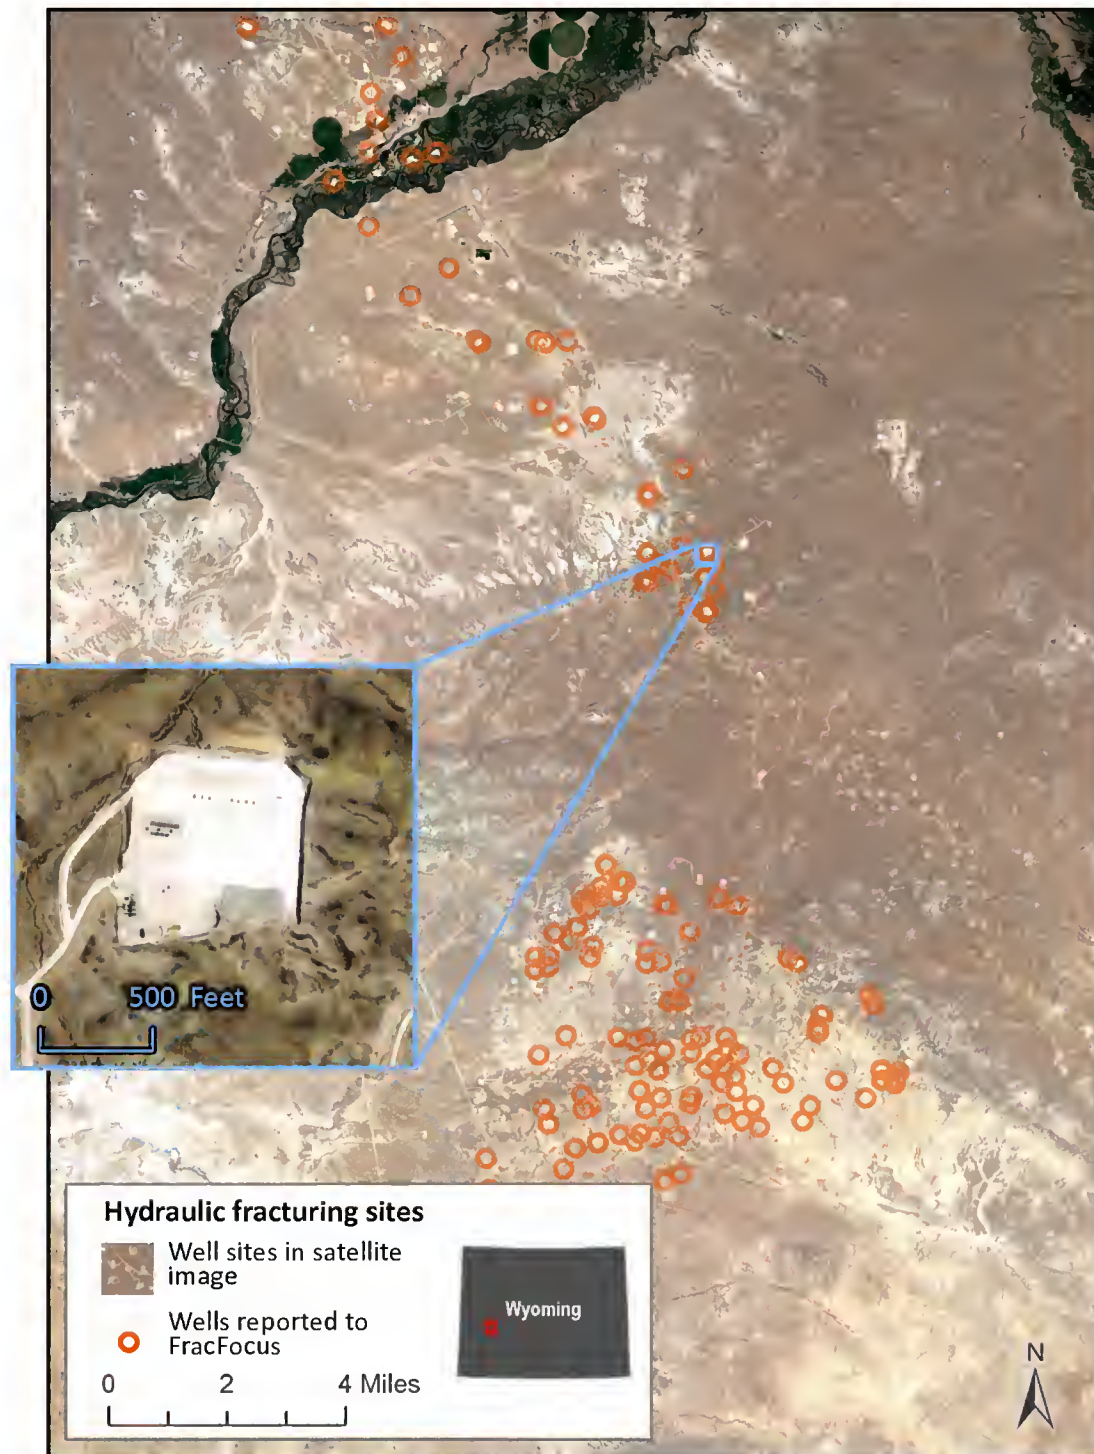 0 500 Feet
Hydraulic fracturing sites
Well sites in satellite
image
Wells reported to
FracFocus
0 2 4 Miles
Wyoming
N